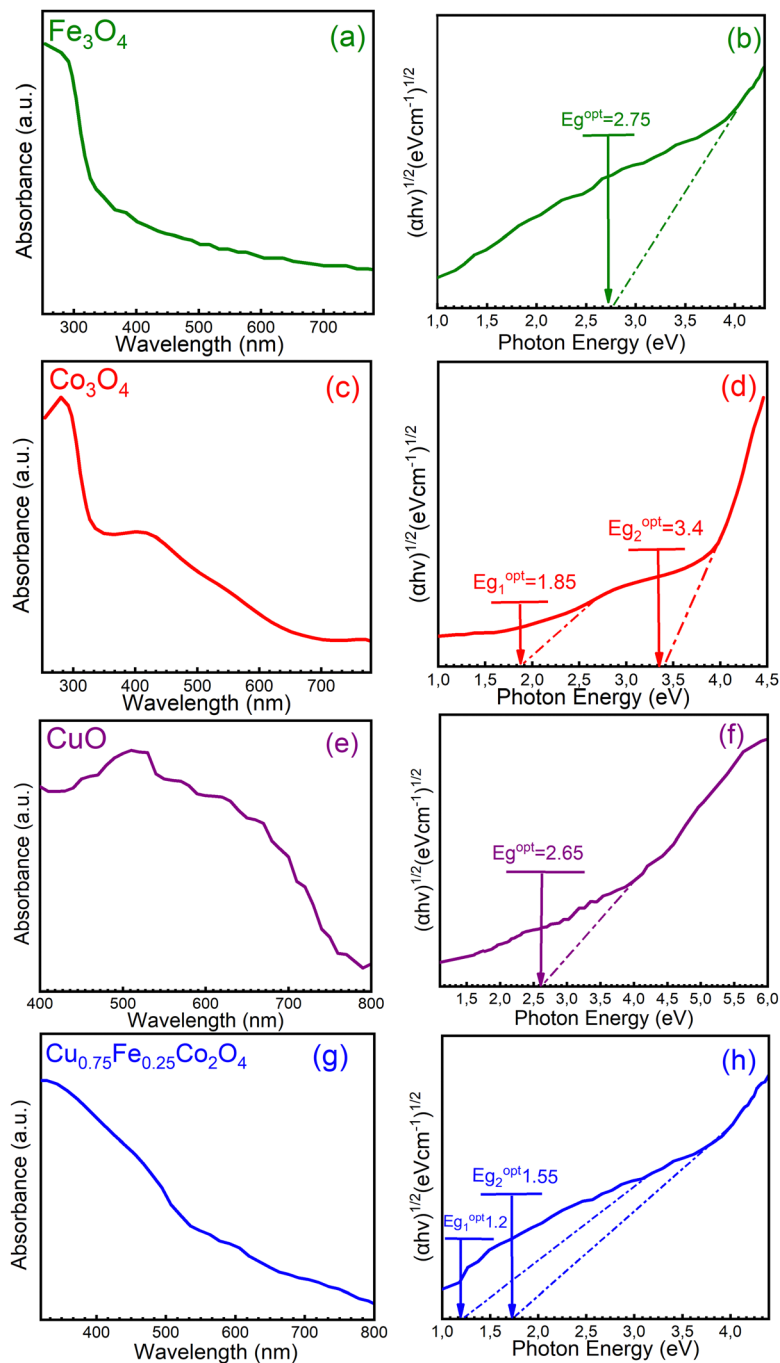 Fe₃O₄ (a)
Absorbance (a.u.)
300 400 500 600 700
Wavelength (nm)
(b)
Eg^opt=2.75
(αhv)^1/2(eVcm⁻¹)^1/2
1,0 1,5 2,0 2,5 3,0 3,5 4,0
Photon Energy (eV)
Co₃O₄ (c)
Absorbance (a.u.)
300 400 500 600 700
Wavelength (nm)
(d)
Eg₂^opt=3.4
Eg₁^opt=1.85
(αhv)^1/2(eVcm⁻¹)^1/2
1,0 1,5 2,0 2,5 3,0 3,5 4,0 4,5
Photon Energy (eV)
CuO (e)
Absorbance (a.u.)
400 500 600 700 800
Wavelength (nm)
(f)
Eg^opt=2.65
(αhv)^1/2(eVcm⁻¹)^1/2
1,5 2,0 2,5 3,0 3,5 4,0 4,5 5,0 5,5 6,0
Photon Energy (eV)
Cu₀.₇₅Fe₀.₂₅Co₂O₄ (g)
Absorbance (a.u.)
400 500 600 700 800
Wavelength (nm)
(h)
Eg₂^opt1.55
Eg₁^opt1.2
(αhv)^1/2(eVcm⁻¹)^1/2
1,0 1,5 2,0 2,5 3,0 3,5 4,0
Photon Energy (eV)